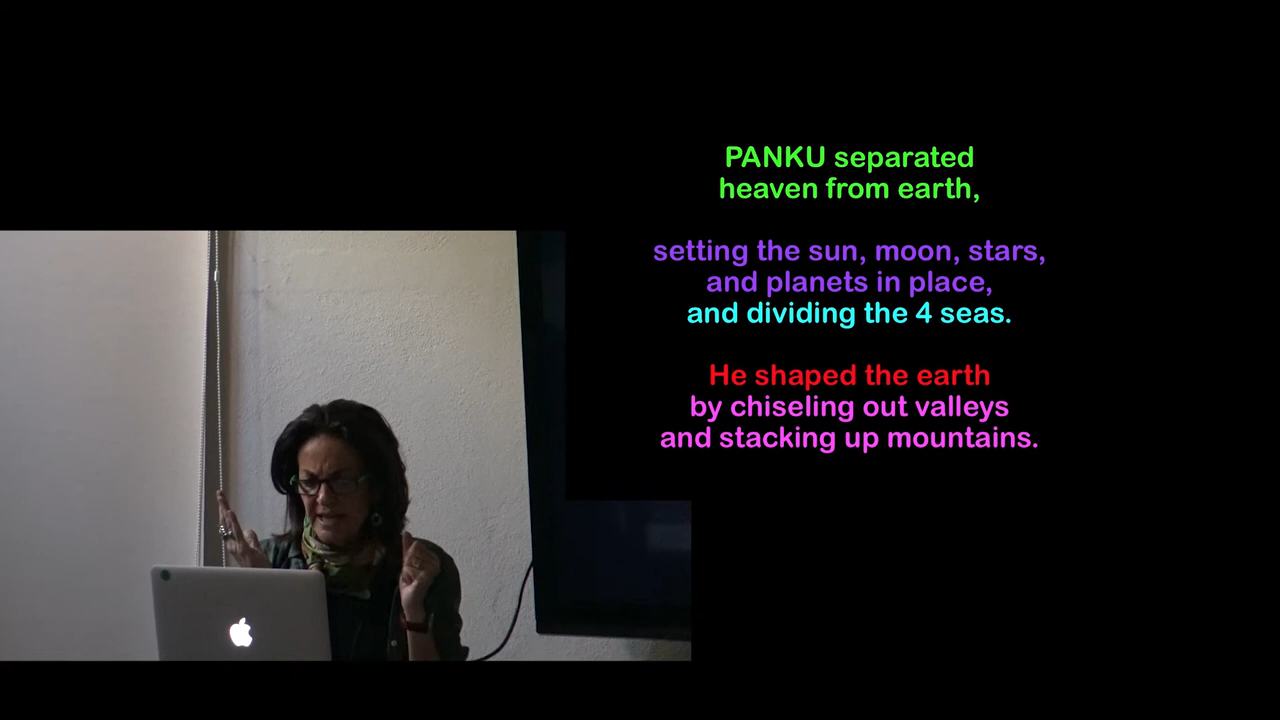 PANKU separated
heaven from earth,
setting the sun, moon, stars,
and planets in place,
and dividing the 4 seas.
He shaped the earth
by chiseling out valleys
and stacking up mountains.